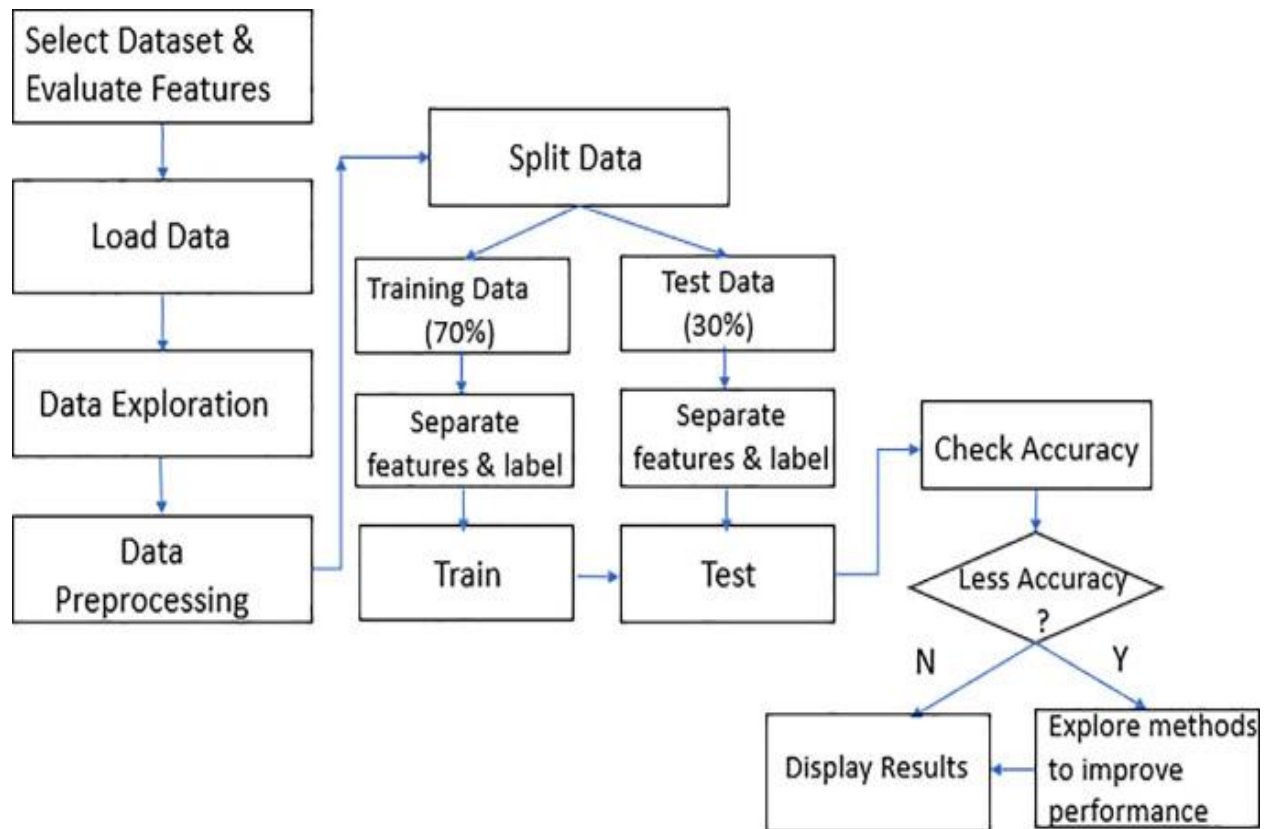 Select Dataset &
Evaluate Features
Load Data
Data Exploration
Data
Preprocessing
Split Data
Training Data
(70%)
Separate
features & label
Train
Test Data
(30%)
Separate
features & label
Test
Check Accuracy
Less Accuracy
?
N
Y
Display Results
Explore methods
to improve
performance